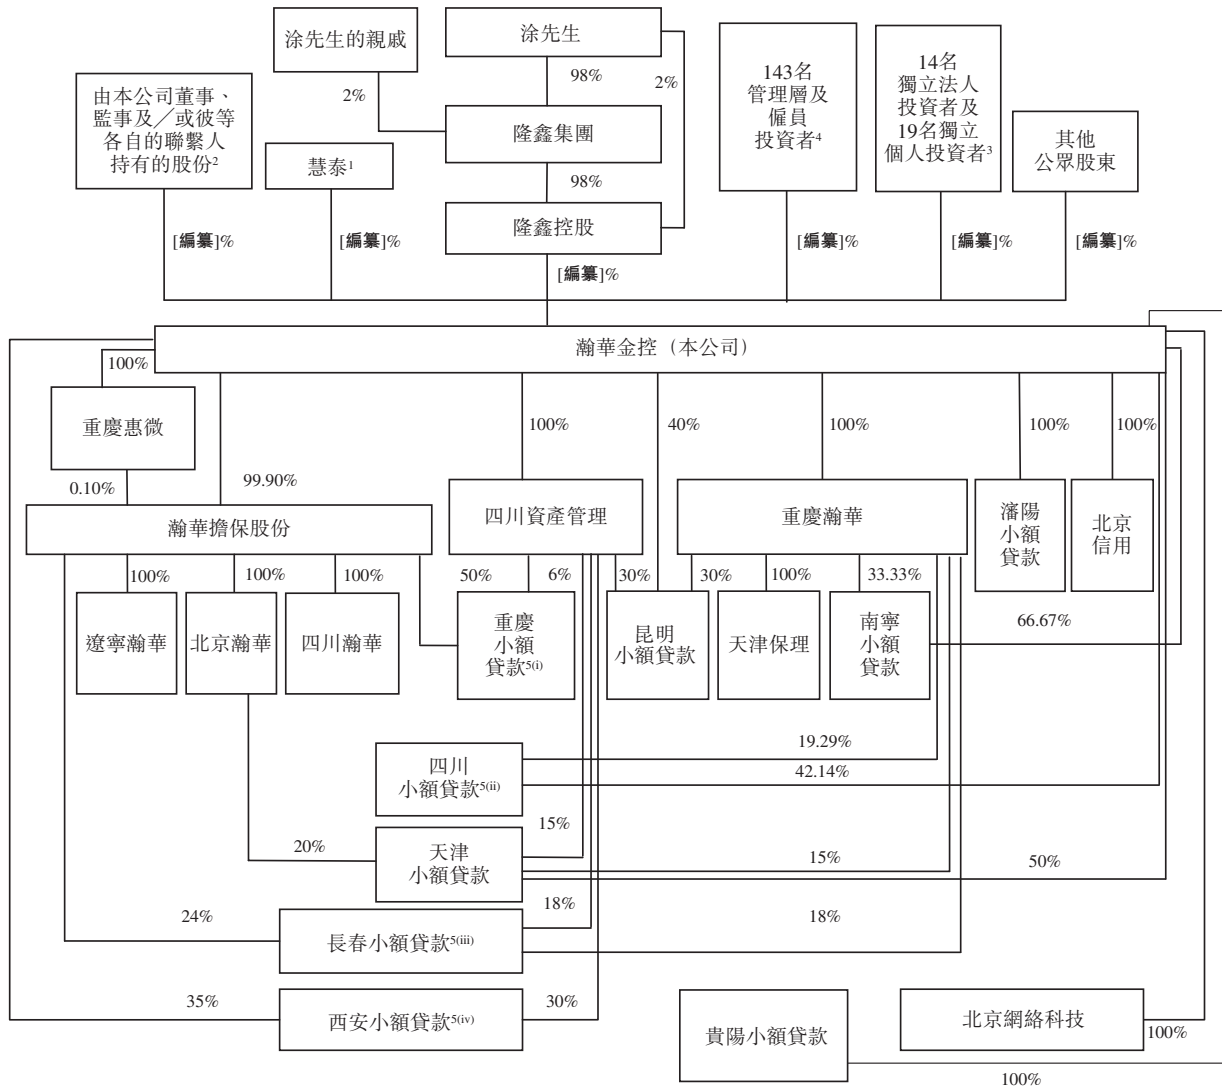 涂先生的親戚
涂先生
143名
管理層及
僱員
投資者4
14名
獨立法人
投資者及
19名獨立
個人投資者3
98%
2%
由本公司董事、
監事及／或彼等
各自的聯繫人
持有的股份2
2%
隆鑫集團
慧泰1
其他
公眾股東
98%
隆鑫控股
[編纂]%
[編纂]%
[編纂]%
[編纂]%
[編纂]%
[編纂]%
瀚華金控（本公司）
100%
重慶惠微
100%
40%
100%
100%
100%
0.10%
99.90%
瀚華擔保股份
四川資產管理
重慶瀚華
瀋陽
小額
貸款
北京
信用
100%
100%
100%
50%
6%
30%
30%
100%
33.33%
遼寧瀚華
北京瀚華
四川瀚華
重慶
小額
貸款5(i)
昆明
小額貸款
天津保理
南寧
小額
貸款
66.67%
四川
小額貸款5(ii)
19.29%
42.14%
15%
20%
天津
小額貸款
15%
50%
24%
長春小額貸款5(iii)
18%
18%
35%
西安小額貸款5(iv)
30%
貴陽小額貸款
北京網絡科技
100%
100%